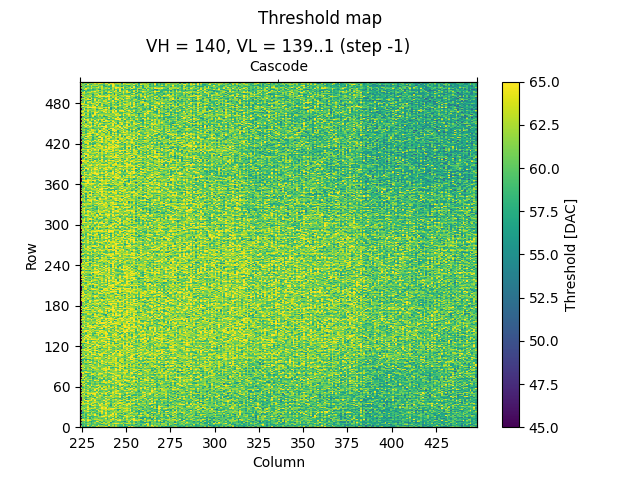 Threshold map
VH = 140, VL = 139..1 (step -1)
Cascode
480
420
360
300
240
180
120
60
0
Row
225 250 275 300 325 350 375 400 425
Column
65.0
62.5
60.0
57.5
55.0
52.5
50.0
47.5
45.0
Threshold [DAC]